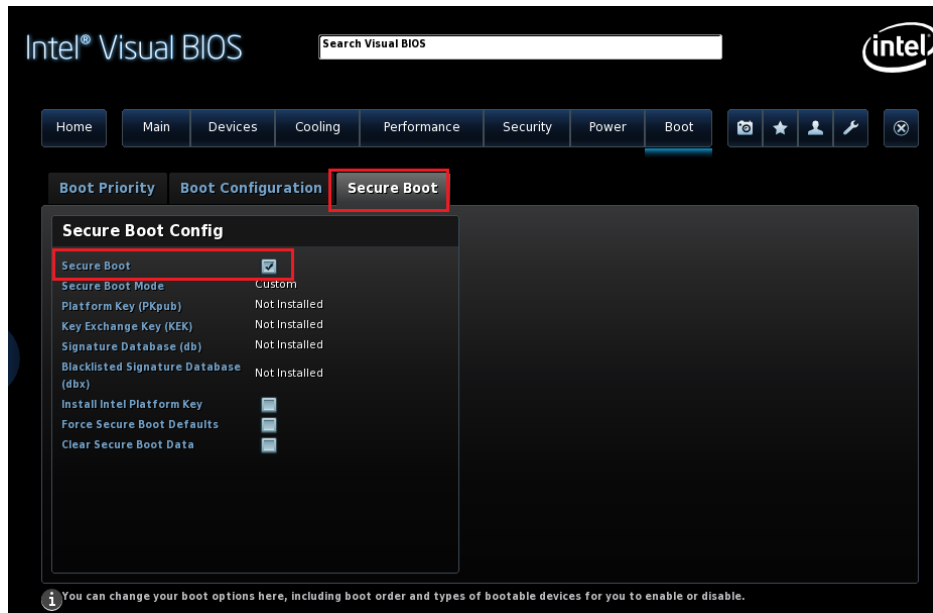 Intel® Visual BIOS
Search Visual BIOS
intel
Home Main Devices Cooling Performance Security Power Boot
Boot Priority Boot Configuration Secure Boot
Secure Boot Config
Secure Boot
Secure Boot Mode Custom
Platform Key (PKpub) Not Installed
Key Exchange Key (KEK) Not Installed
Signature Database (db) Not Installed
Blacklisted Signature Database
(dbx) Not Installed
Install Intel Platform Key
Force Secure Boot Defaults
Clear Secure Boot Data
You can change your boot options here, including boot order and types of bootable devices for you to enable or disable.